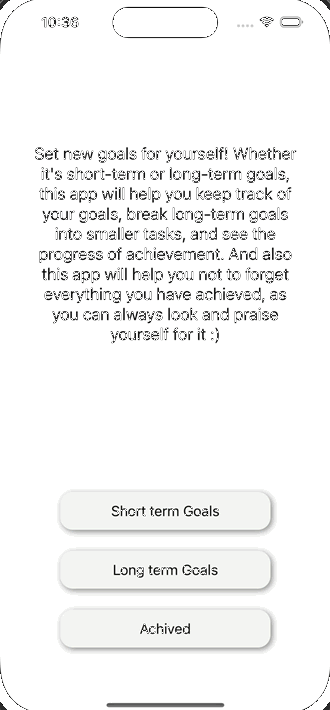 10:36
Set new goals for yourself! Whether
it's short-term or long-term goals,
this app will help you keep track of
your goals, break long-term goals
into smaller tasks, and see the
progress of achievement. And also
this app will help you not to forget
everything you have achieved, as
you can always look and praise
yourself for it :)
Short term Goals
Long term Goals
Achived